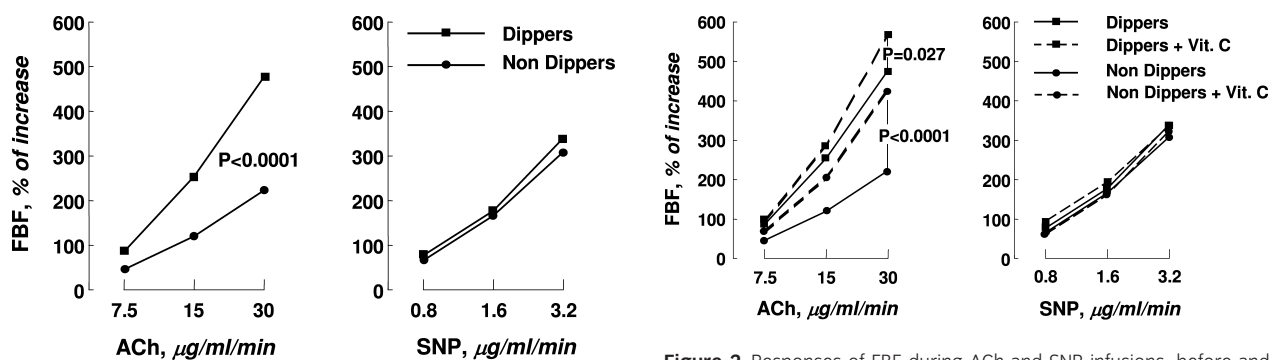 FBF, % of increase
600
500
400
300
200
100
0
P<0.0001
7.5 15 30
ACh, μg/ml/min
600
500
400
300
200
100
0
Dippers
Non Dippers
0.8 1.6 3.2
SNP, μg/ml/min
FBF, % of increase
600
500
400
300
200
100
0
P=0.027
P<0.0001
7.5 15 30
ACh, μg/ml/min
600
500
400
300
200
100
0
Dippers
Dippers + Vit. C
Non Dippers
Non Dippers + Vit. C
0.8 1.6 3.2
SNP, μg/ml/min
Figure 2. Responses of FBF during ACh and SNP infusions, before and